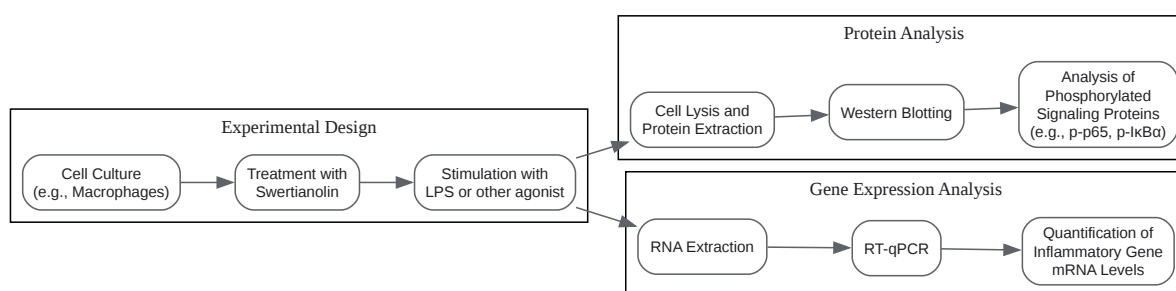 Experimental Design
Cell Culture
(e.g., Macrophages)
Treatment with
Swertianolin
Stimulation with
LPS or other agonist
Protein Analysis
Cell Lysis and
Protein Extraction
Western Blotting
Analysis of
Phosphorylated
Signaling Proteins
(e.g., p-p65, p-IκBα)
Gene Expression Analysis
RNA Extraction
RT-qPCR
Quantification of
Inflammatory Gene
mRNA Levels